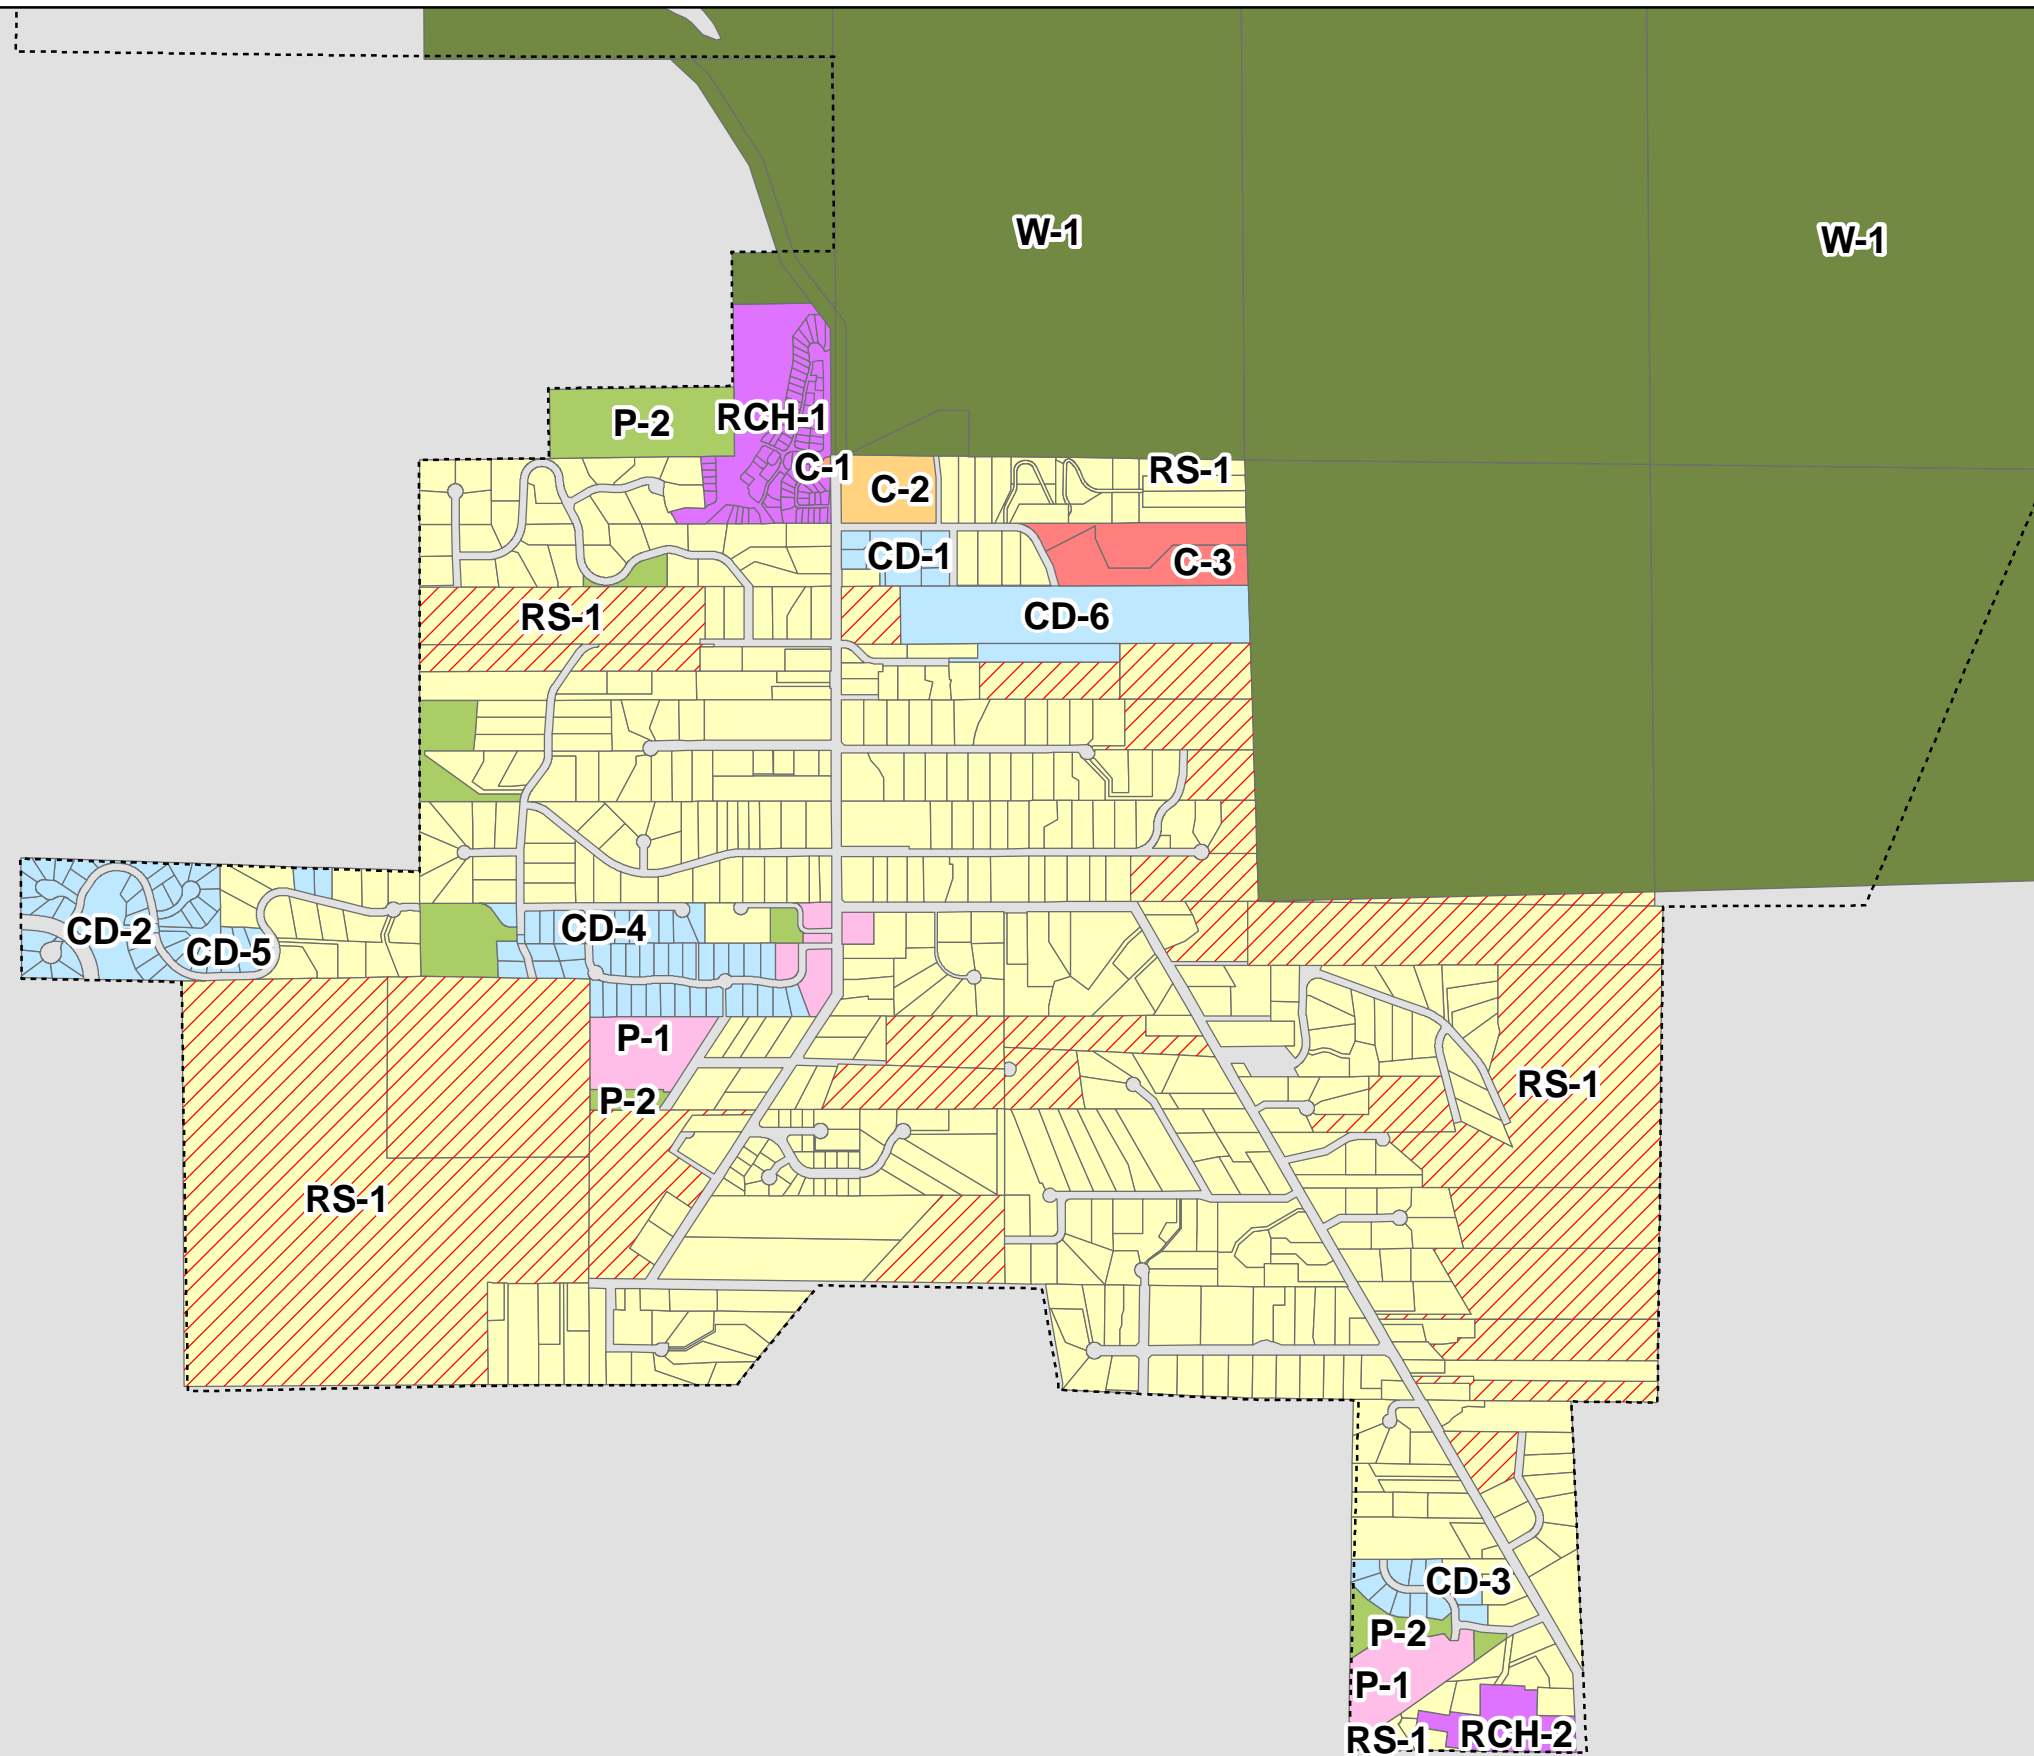 W-1
W-1
P-2
RCH-1
C-1
C-2
RS-1
CD-1
C-3
RS-1
CD-6
CD-2
CD-5
CD-4
P-1
P-2
RS-1
RS-1
CD-3
P-2
P-1
RS-1
RCH-2